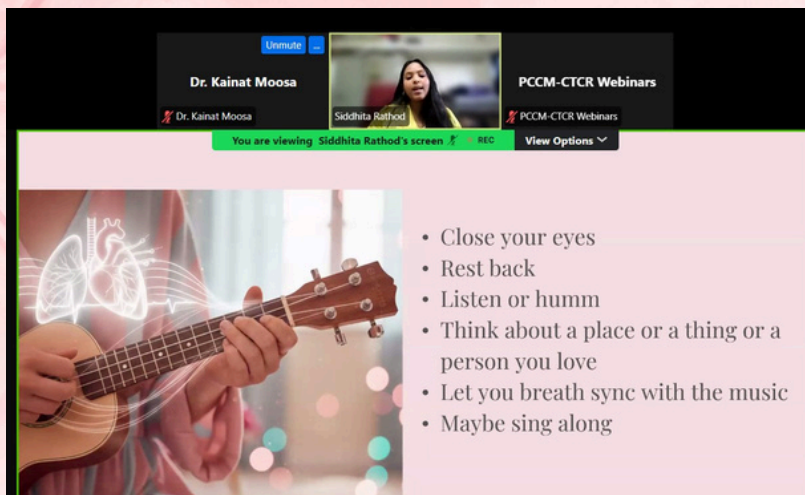 Unmute ...
Dr. Kainat Moosa
PCCM-CTCR Webinars
Dr. Kainat Moosa
Siddhita Rathod
PCCM-CTCR Webinars
You are viewing Siddhita Rathod's screen REC View Options
• Close your eyes
• Rest back
• Listen or humm
• Think about a place or a thing or a
person you love
• Let you breath sync with the music
• Maybe sing along